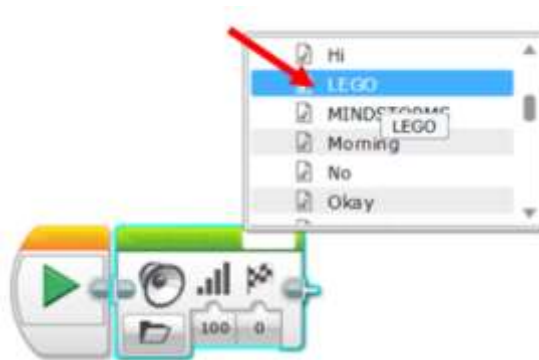 Hi
LEGO
MINDSTORMS
LEGO
Morning
No
Okay
100 0